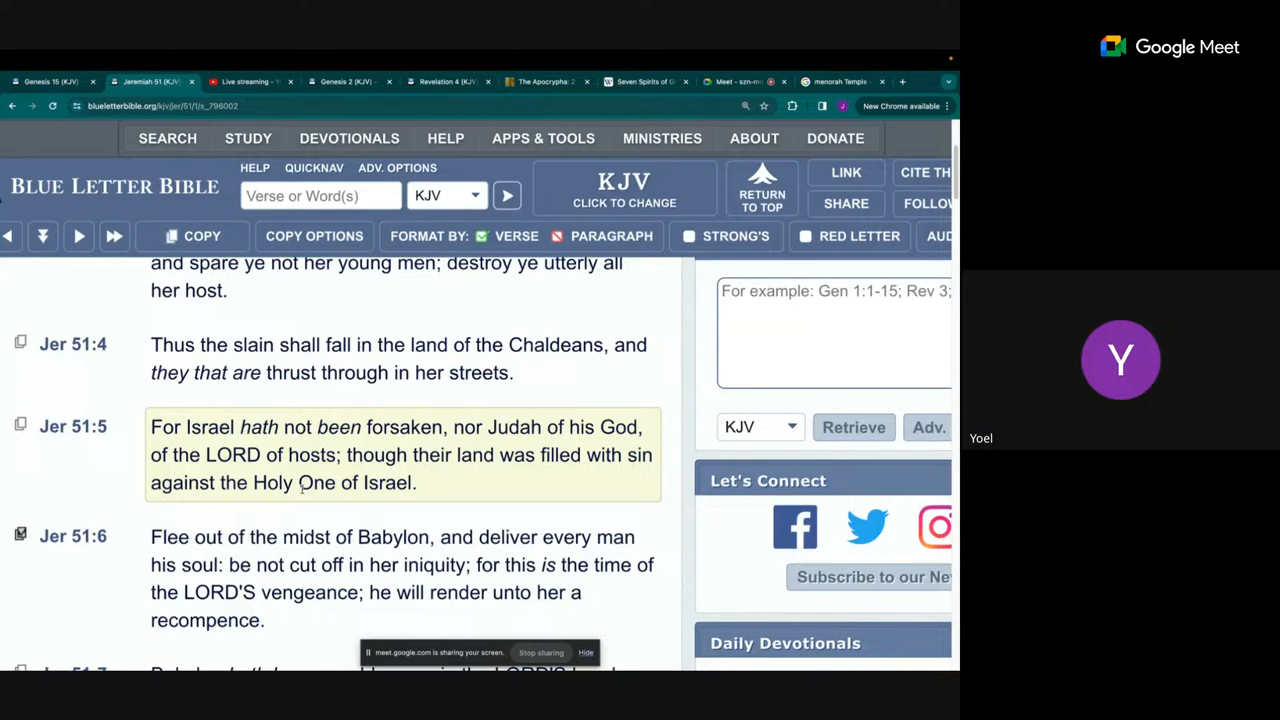 Google Meet
Genesis 15 (KJV)
Jeremiah 51 (KJV)
Live streaming -
Genesis 2 (KJV) -
Revelation 4 (KJV)
The Apocrypha: 2
Seven Spirits of G
Meet - szn-m
menorah Temple -
blueletterbible.org/kjv/jer/51/1/s_796002
New Chrome available
SEARCH STUDY DEVOTIONALS HELP APPS & TOOLS MINISTRIES ABOUT DONATE
BLUE LETTER BIBLE
HELP QUICKNAV ADV. OPTIONS
Verse or Word(s)
KJV
KJV
CLICK TO CHANGE
RETURN
TO TOP
LINK
CITE TH
SHARE
FOLLOW
COPY COPY OPTIONS FORMAT BY: VERSE PARAGRAPH STRONG'S RED LETTER AUD
and spare ye not her young men; destroy ye utterly all
her host.
Jer 51:4 Thus the slain shall fall in the land of the Chaldeans, and
they that are thrust through in her streets.
Jer 51:5 For Israel hath not been forsaken, nor Judah of his God,
of the LORD of hosts; though their land was filled with sin
against the Holy One of Israel.
Jer 51:6 Flee out of the midst of Babylon, and deliver every man
his soul: be not cut off in her iniquity; for this is the time of
the LORD'S vengeance; he will render unto her a
recompence.
For example: Gen 1:1-15; Rev 3;
KJV Retrieve Adv.
Let's Connect
Subscribe to our Ne
Daily Devotionals
meet.google.com is sharing your screen. Stop sharing Hide
Y
Yoel